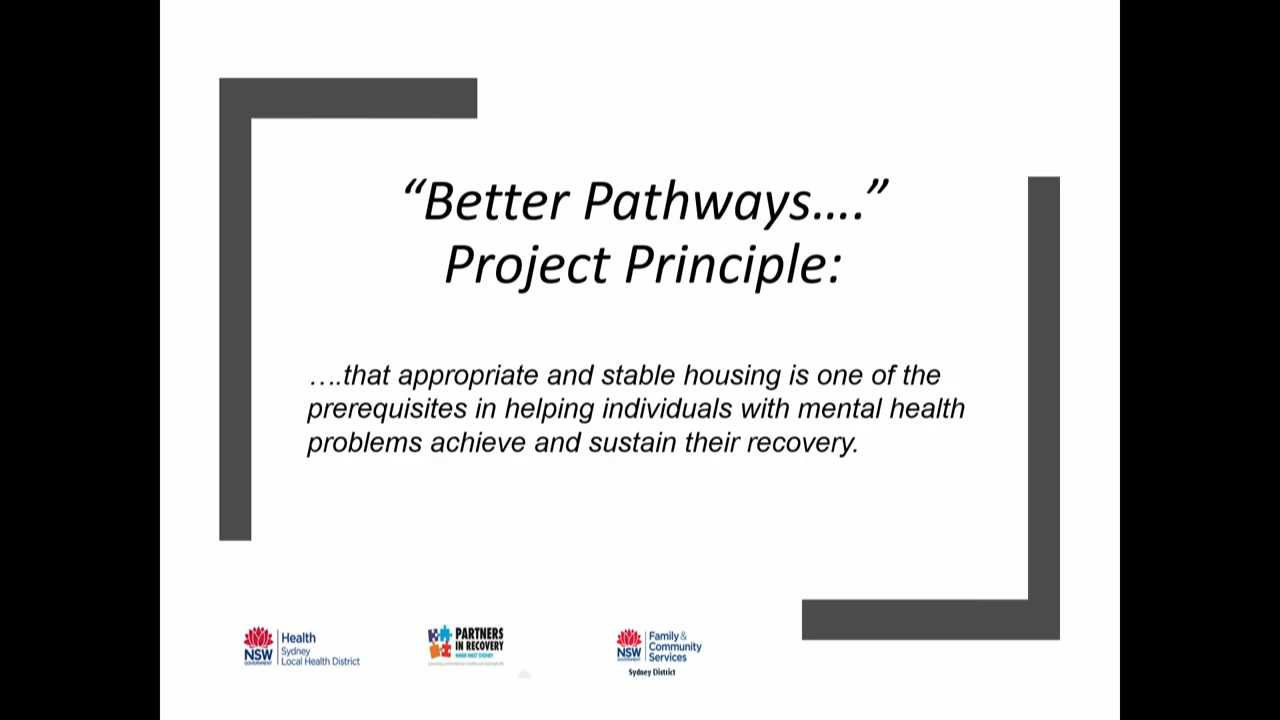 “Better Pathways....”
Project Principle:
….that appropriate and stable housing is one of the
prerequisites in helping individuals with mental health
problems achieve and sustain their recovery.
NSW
GOVERNMENT
Health
Sydney
Local Health District
PARTNERS
IN RECOVERY
INNER WEST SYDNEY
NSW
GOVERNMENT
Family &
Community
Services
Sydney District